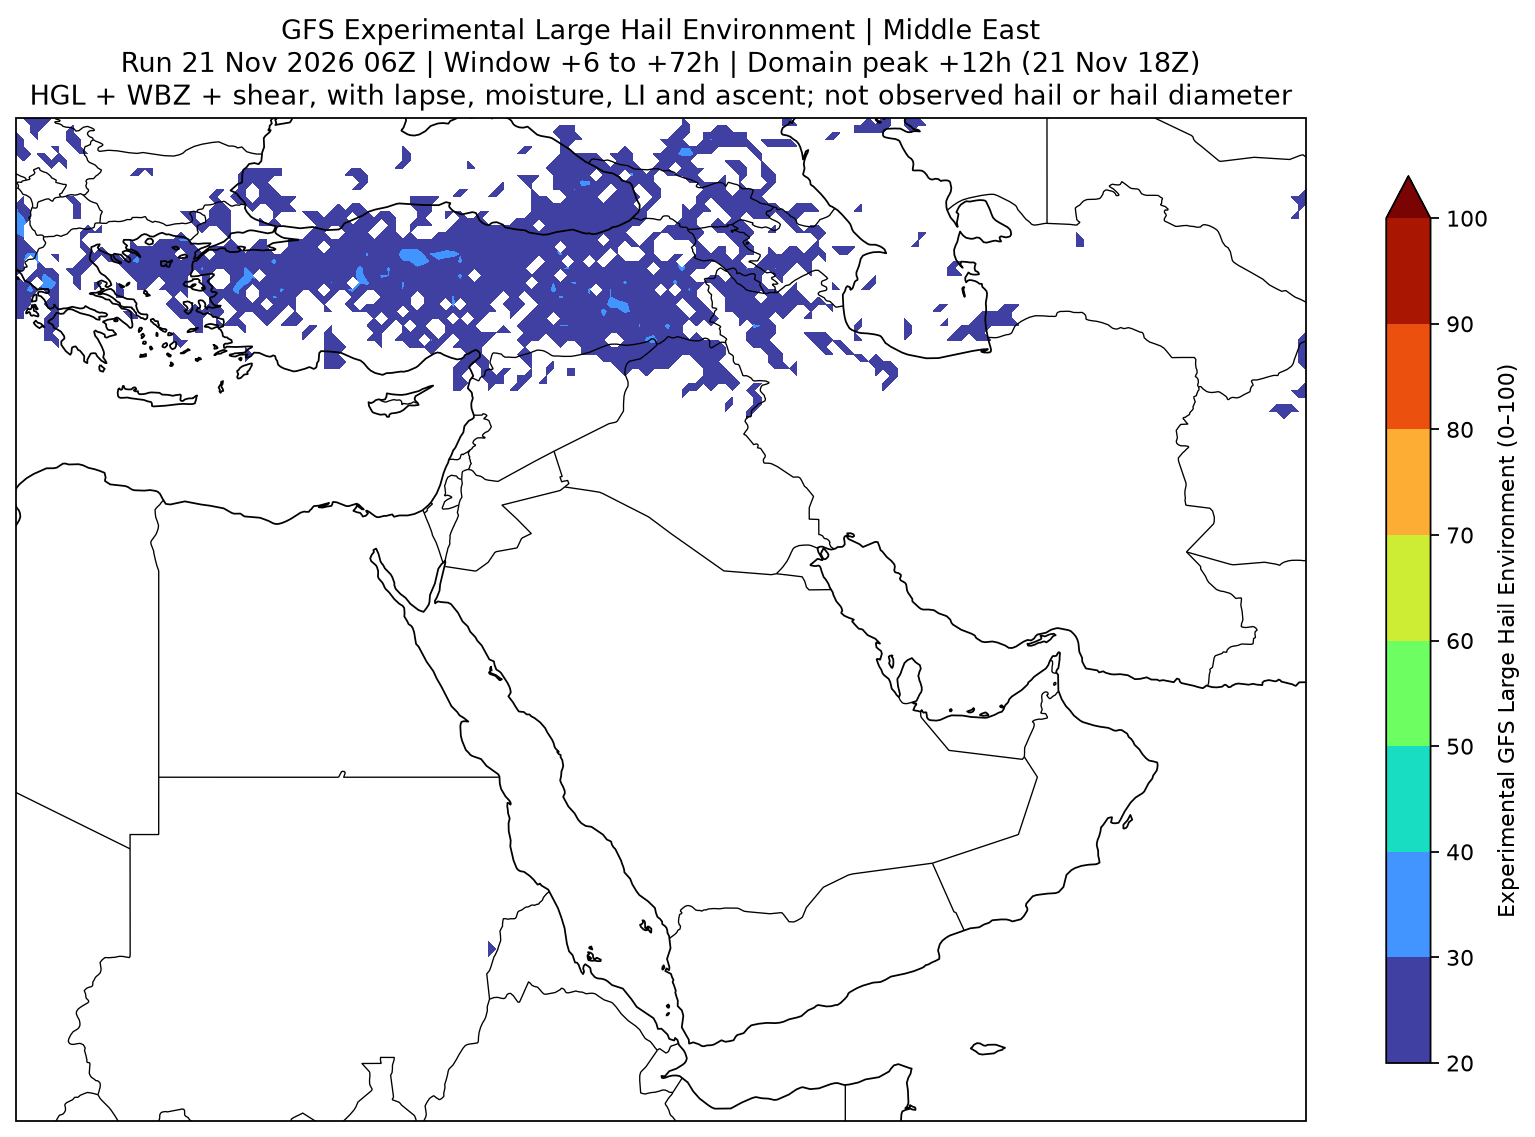 GFS Experimental Large Hail Environment | Middle East
Run 21 Nov 2026 06Z | Window +6 to +72h | Domain peak +12h (21 Nov 18Z)
HGL + WBZ + shear, with lapse, moisture, LI and ascent; not observed hail or hail diameter
100
90
80
70
60
50
40
30
20
Experimental GFS Large Hail Environment (0–100)